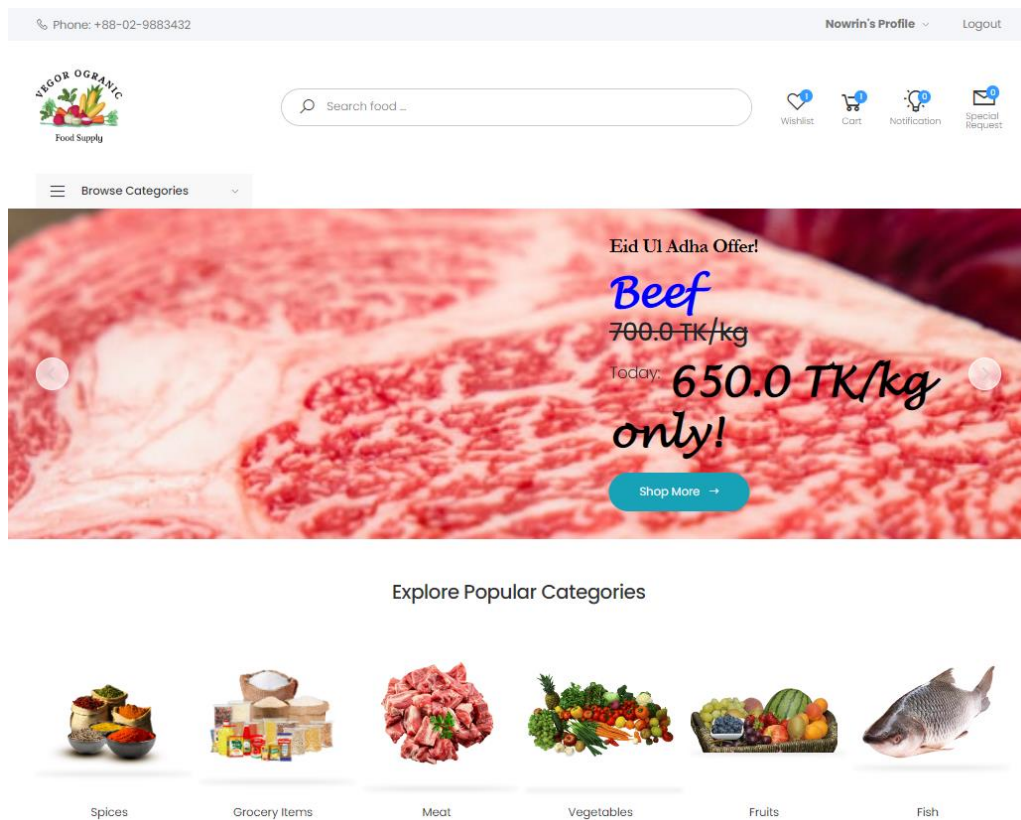 Phone: +88-02-9883432
Nowrin's Profile
Logout
VEGOR OGRANIC
Food Supply
Search food ...
1
Wishlist
1
Cart
0
Notification
0
Special
Request
Browse Categories
Eid Ul Adha Offer!
Beef
700.0 TK/kg
Today: 650.0 TK/kg
only!
Shop More →
Explore Popular Categories
Spices
Grocery Items
Meat
Vegetables
Fruits
Fish